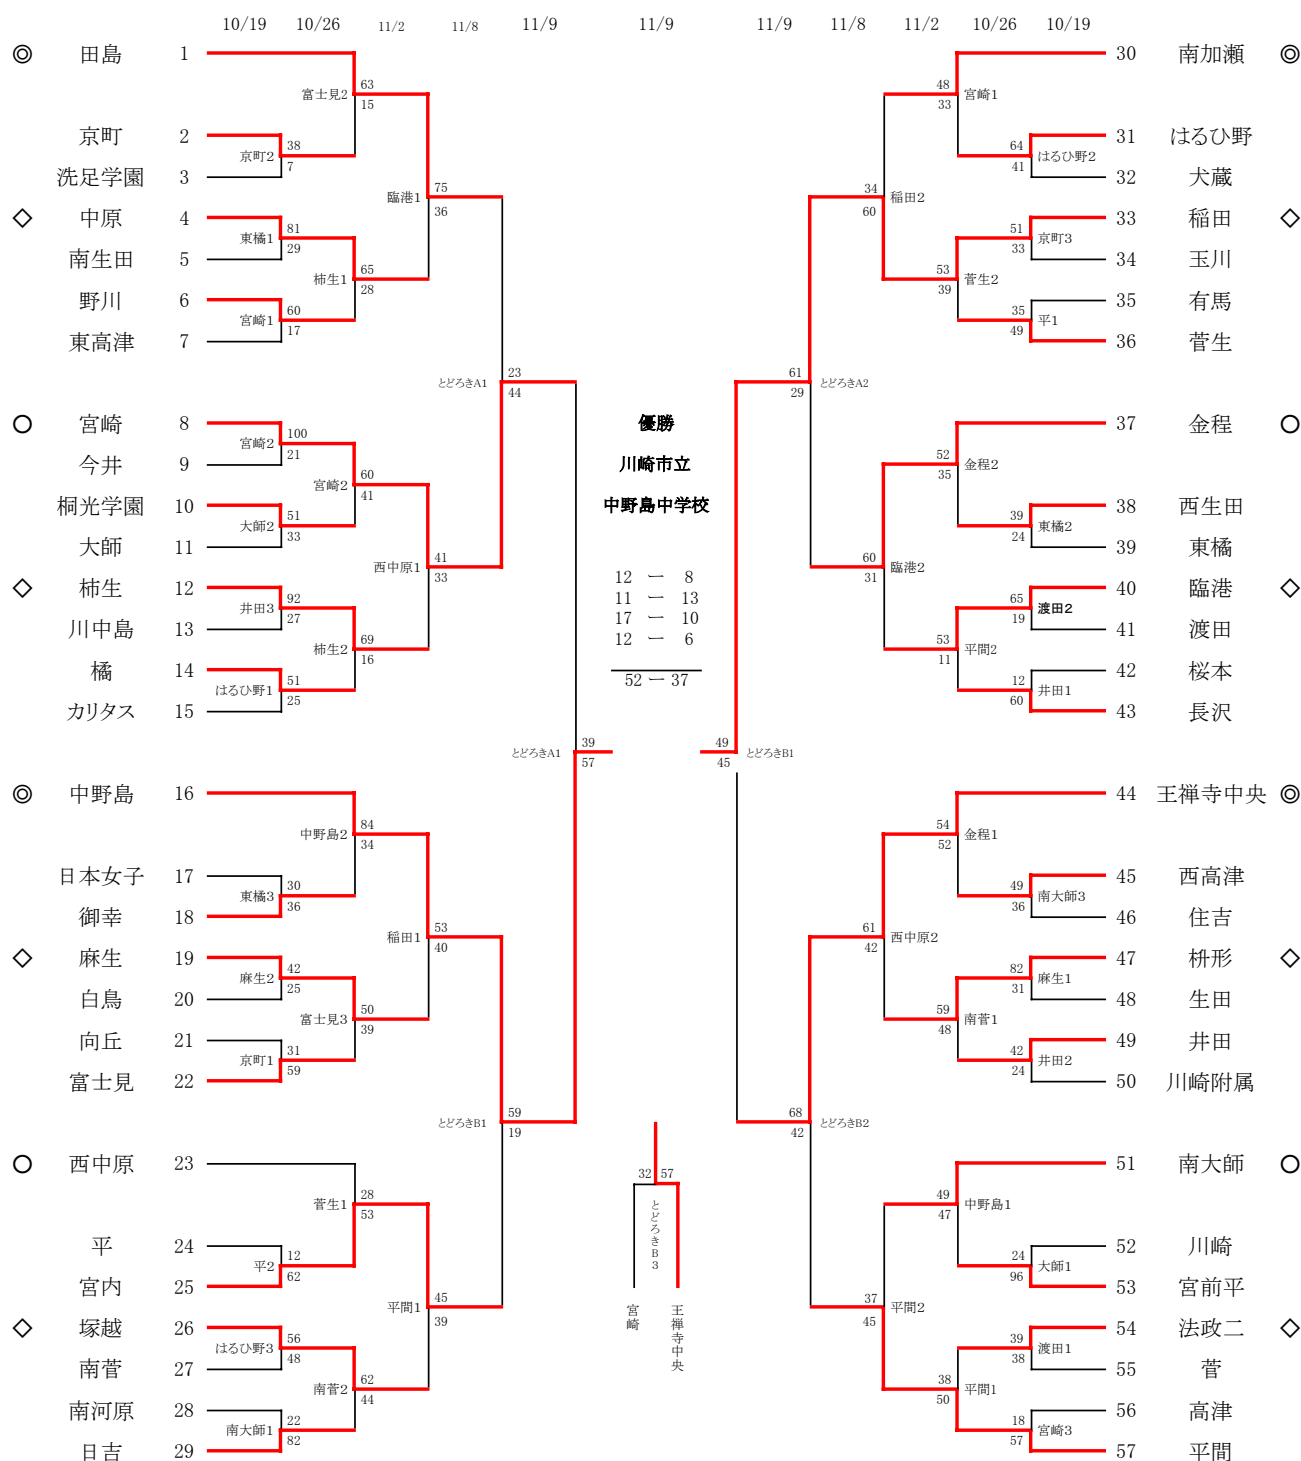 10/19 10/26 11/2 11/8 11/9 11/9 11/9 11/8 11/2 10/26 10/19
◎ 田島 1
富士見2 63 15
京町 2
京町2 38 7
洗足学園 3
臨港1 75 36
◇ 中原 4
東橘1 81 29
南生田 5
柿生1 65 28
野川 6
宮崎1 60 17
東高津 7
とどろきA1 23 44
○ 宮崎 8
宮崎2 100 21
今井 9
宮崎2 60 41
桐光学園 10
大師2 51 33
大師 11
西中原1 41 33
◇ 柿生 12
井田3 92 27
川中島 13
柿生2 69 16
橘 14
はるひ野1 51 25
カリタス 15
とどろきA1 39 57
◎ 中野島 16
中野島2 84 34
日本女子 17
東橘3 30 36
御幸 18
稲田1 53 40
◇ 麻生 19
麻生2 42 25
白鳥 20
富士見3 50 39
向丘 21
京町1 31 59
富士見 22
とどろきB1 59 19
○ 西中原 23
菅生1 28 53
平 24
平2 12 62
宮内 25
平間1 45 39
◇ 塚越 26
はるひ野3 56 48
南菅 27
南菅2 62 44
南河原 28
南大師1 22 82
日吉 29
優勝
川崎市立
中野島中学校
12 ー 8
11 ー 13
17 ー 10
12 ー 6
52 ー 37
32 57
とどろきB3
宮崎
王禅寺中央
30 南加瀬 ◎
48 33 宮崎1
31 はるひ野
64 41 はるひ野2
32 犬蔵
34 60 稲田2
33 稲田 ◇
51 33 京町3
34 玉川
53 39 菅生2
35 有馬
35 49 平1
36 菅生
61 29 とどろきA2
37 金程 ○
52 35 金程2
38 西生田
39 24 東橘2
39 東橘
60 31 臨港2
40 臨港 ◇
65 19 渡田2
41 渡田
53 11 平間2
42 桜本
12 60 井田1
43 長沢
49 45 とどろきB1
44 王禅寺中央 ◎
54 52 金程1
45 西高津
49 36 南大師3
46 住吉
61 42 西中原2
47 枡形 ◇
82 31 麻生1
48 生田
59 48 南菅1
49 井田
42 24 井田2
50 川崎附属
68 42 とどろきB2
51 南大師 ○
49 47 中野島1
52 川崎
24 96 大師1
53 宮前平
37 45 平間2
54 法政二 ◇
39 38 渡田1
55 菅
38 50 平間1
56 高津
18 57 宮崎3
57 平間